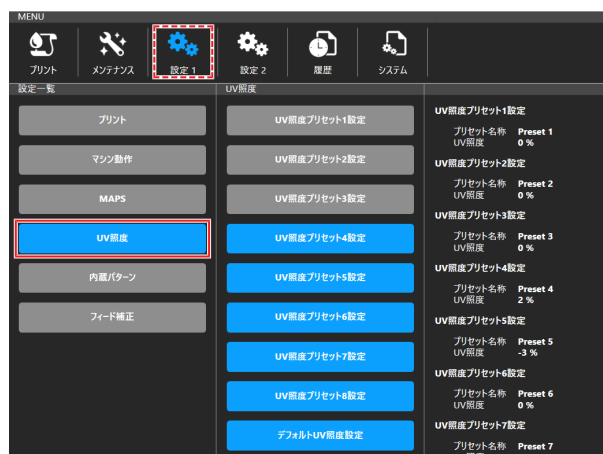 MENU
プリント
メンテナンス
設定 1
設定 2
履歴
システム
設定一覧
プリント
マシン動作
MAPS
UV照度
内蔵パターン
フィード補正
UV照度
UV照度プリセット1設定
UV照度プリセット2設定
UV照度プリセット3設定
UV照度プリセット4設定
UV照度プリセット5設定
UV照度プリセット6設定
UV照度プリセット7設定
UV照度プリセット8設定
デフォルトUV照度設定
UV照度プリセット1設定
プリセット名称 Preset 1
UV照度 0 %
UV照度プリセット2設定
プリセット名称 Preset 2
UV照度 0 %
UV照度プリセット3設定
プリセット名称 Preset 3
UV照度 0 %
UV照度プリセット4設定
プリセット名称 Preset 4
UV照度 2 %
UV照度プリセット5設定
プリセット名称 Preset 5
UV照度 -3 %
UV照度プリセット6設定
プリセット名称 Preset 6
UV照度 0 %
UV照度プリセット7設定
プリセット名称 Preset 7